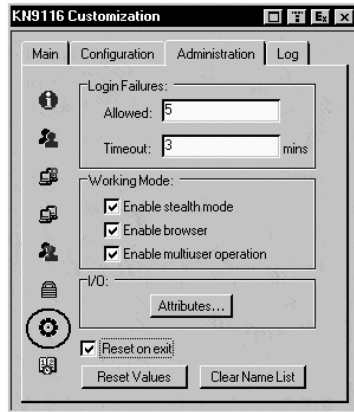 KN9116 Customization
Main Configuration Administration Log
Login Failures:
Allowed: 5
Timeout: 3 mins
Working Mode:
Enable stealth mode
Enable browser
Enable multiuser operation
I/O:
Attributes...
Reset on exit
Reset Values Clear Name List